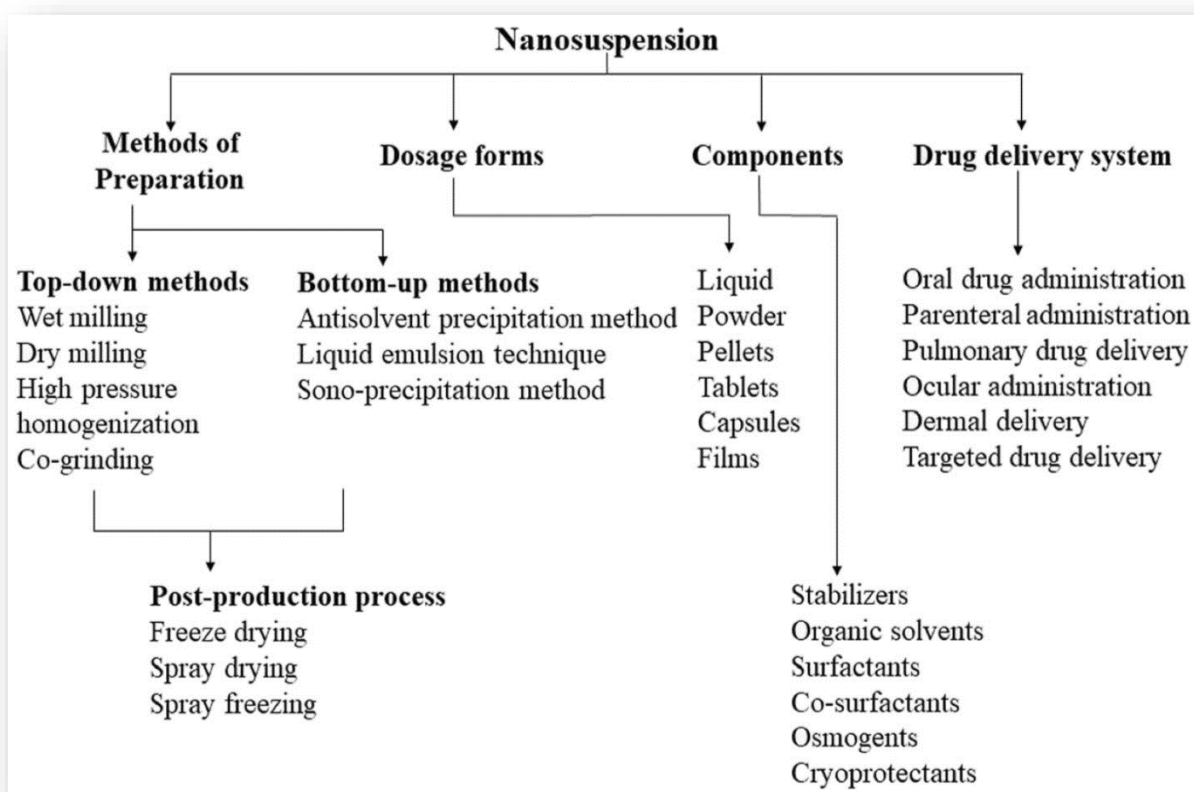 Nanosuspension
Methods of
Preparation
Dosage forms
Components
Drug delivery system
Top-down methods
Wet milling
Dry milling
High pressure
homogenization
Co-grinding
Bottom-up methods
Antisolvent precipitation method
Liquid emulsion technique
Sono-precipitation method
Liquid
Powder
Pellets
Tablets
Capsules
Films
Oral drug administration
Parenteral administration
Pulmonary drug delivery
Ocular administration
Dermal delivery
Targeted drug delivery
Post-production process
Freeze drying
Spray drying
Spray freezing
Stabilizers
Organic solvents
Surfactants
Co-surfactants
Osmogents
Cryoprotectants